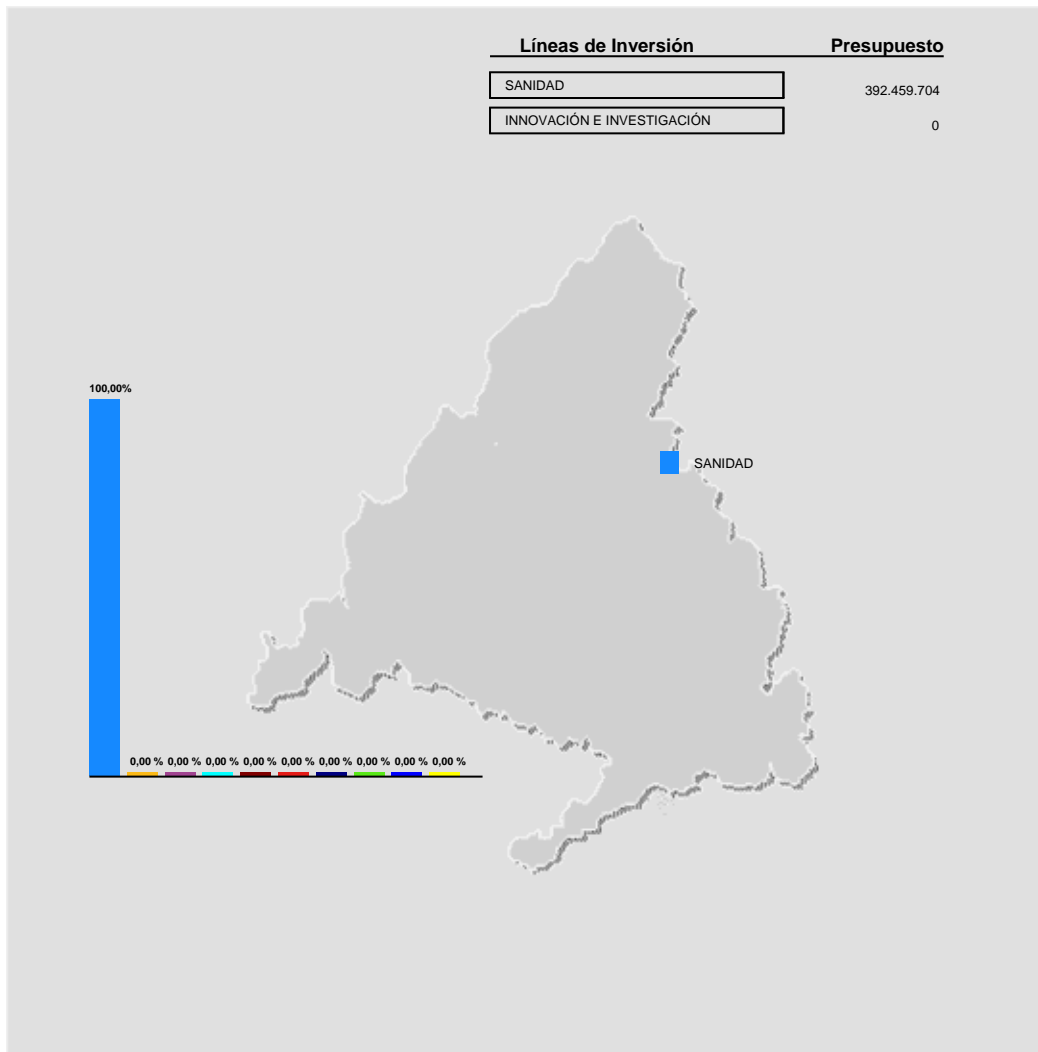 Líneas de Inversión Presupuesto
SANIDAD 392.459.704
INNOVACIÓN E INVESTIGACIÓN 0
100,00%
SANIDAD
0,00 % 0,00 % 0,00 % 0,00 % 0,00 % 0,00 % 0,00 % 0,00 % 0,00 %